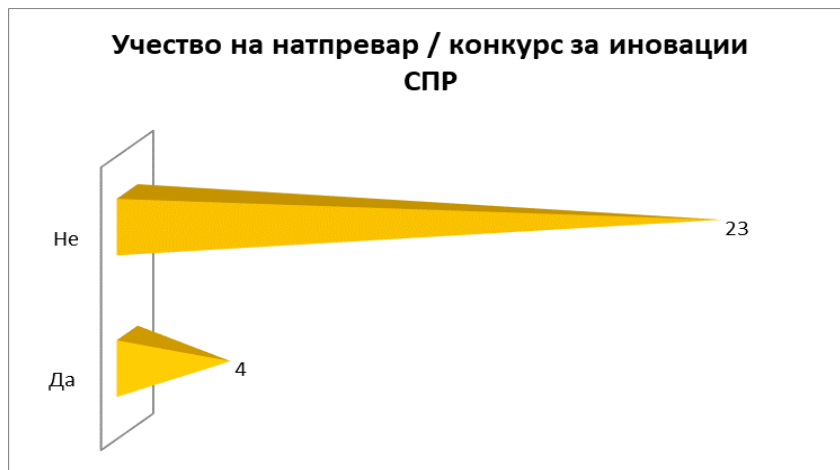 Учество на натпревар / конкурс за иновации
СПР
Не
23
Да
4